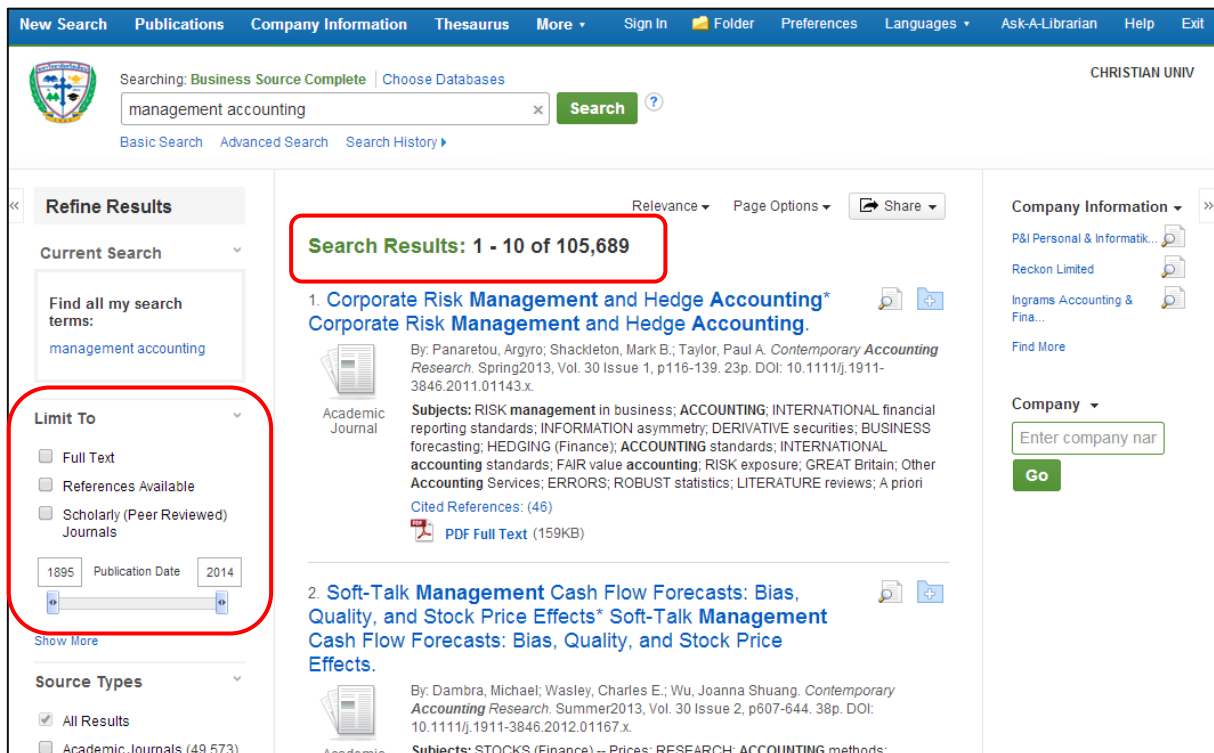 New Search Publications Company Information Thesaurus More Sign In Folder Preferences Languages Ask-A-Librarian Help Exit
Searching: Business Source Complete Choose Databases
CHRISTIAN UNIV
management accounting × Search ?
Basic Search Advanced Search Search History
« Refine Results
Current Search
Find all my search
terms:
management accounting
Limit To
Full Text
References Available
Scholarly (Peer Reviewed)
Journals
1895 Publication Date 2014
Show More
Source Types
All Results
Academic Journals (49,573)
Relevance Page Options Share
Search Results: 1 - 10 of 105,689
1. Corporate Risk Management and Hedge Accounting*
Corporate Risk Management and Hedge Accounting.
By: Panaretou, Argyro; Shackleton, Mark B.; Taylor, Paul A. Contemporary Accounting
Research. Spring2013, Vol. 30 Issue 1, p116-139. 23p. DOI: 10.1111/j.1911-
3846.2011.01143.x.
Academic
Journal
Subjects: RISK management in business; ACCOUNTING; INTERNATIONAL financial
reporting standards; INFORMATION asymmetry; DERIVATIVE securities; BUSINESS
forecasting; HEDGING (Finance); ACCOUNTING standards; INTERNATIONAL
accounting standards; FAIR value accounting; RISK exposure; GREAT Britain; Other
Accounting Services; ERRORS; ROBUST statistics; LITERATURE reviews; A priori
Cited References: (46)
PDF Full Text (159KB)
2. Soft-Talk Management Cash Flow Forecasts: Bias,
Quality, and Stock Price Effects* Soft-Talk Management
Cash Flow Forecasts: Bias, Quality, and Stock Price
Effects.
By: Dambra, Michael; Wasley, Charles E.; Wu, Joanna Shuang. Contemporary
Accounting Research. Summer2013, Vol. 30 Issue 2, p607-644. 38p. DOI:
10.1111/j.1911-3846.2012.01167.x.
Academic
Subjects: STOCKS (Finance) -- Prices; RESEARCH; ACCOUNTING methods;
Company Information »
P&I Personal & Informatik...
Reckon Limited
Ingrams Accounting &
Fina...
Find More
Company
Enter company nar
Go